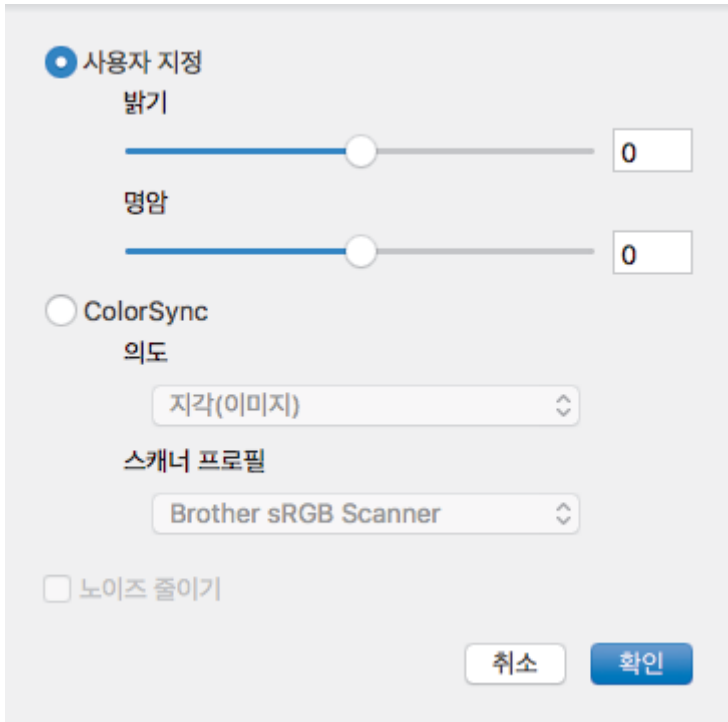 사용자 지정
밝기
0
명암
0
ColorSync
의도
지각(이미지)
스캐너 프로필
Brother sRGB Scanner
노이즈 줄이기
취소 확인